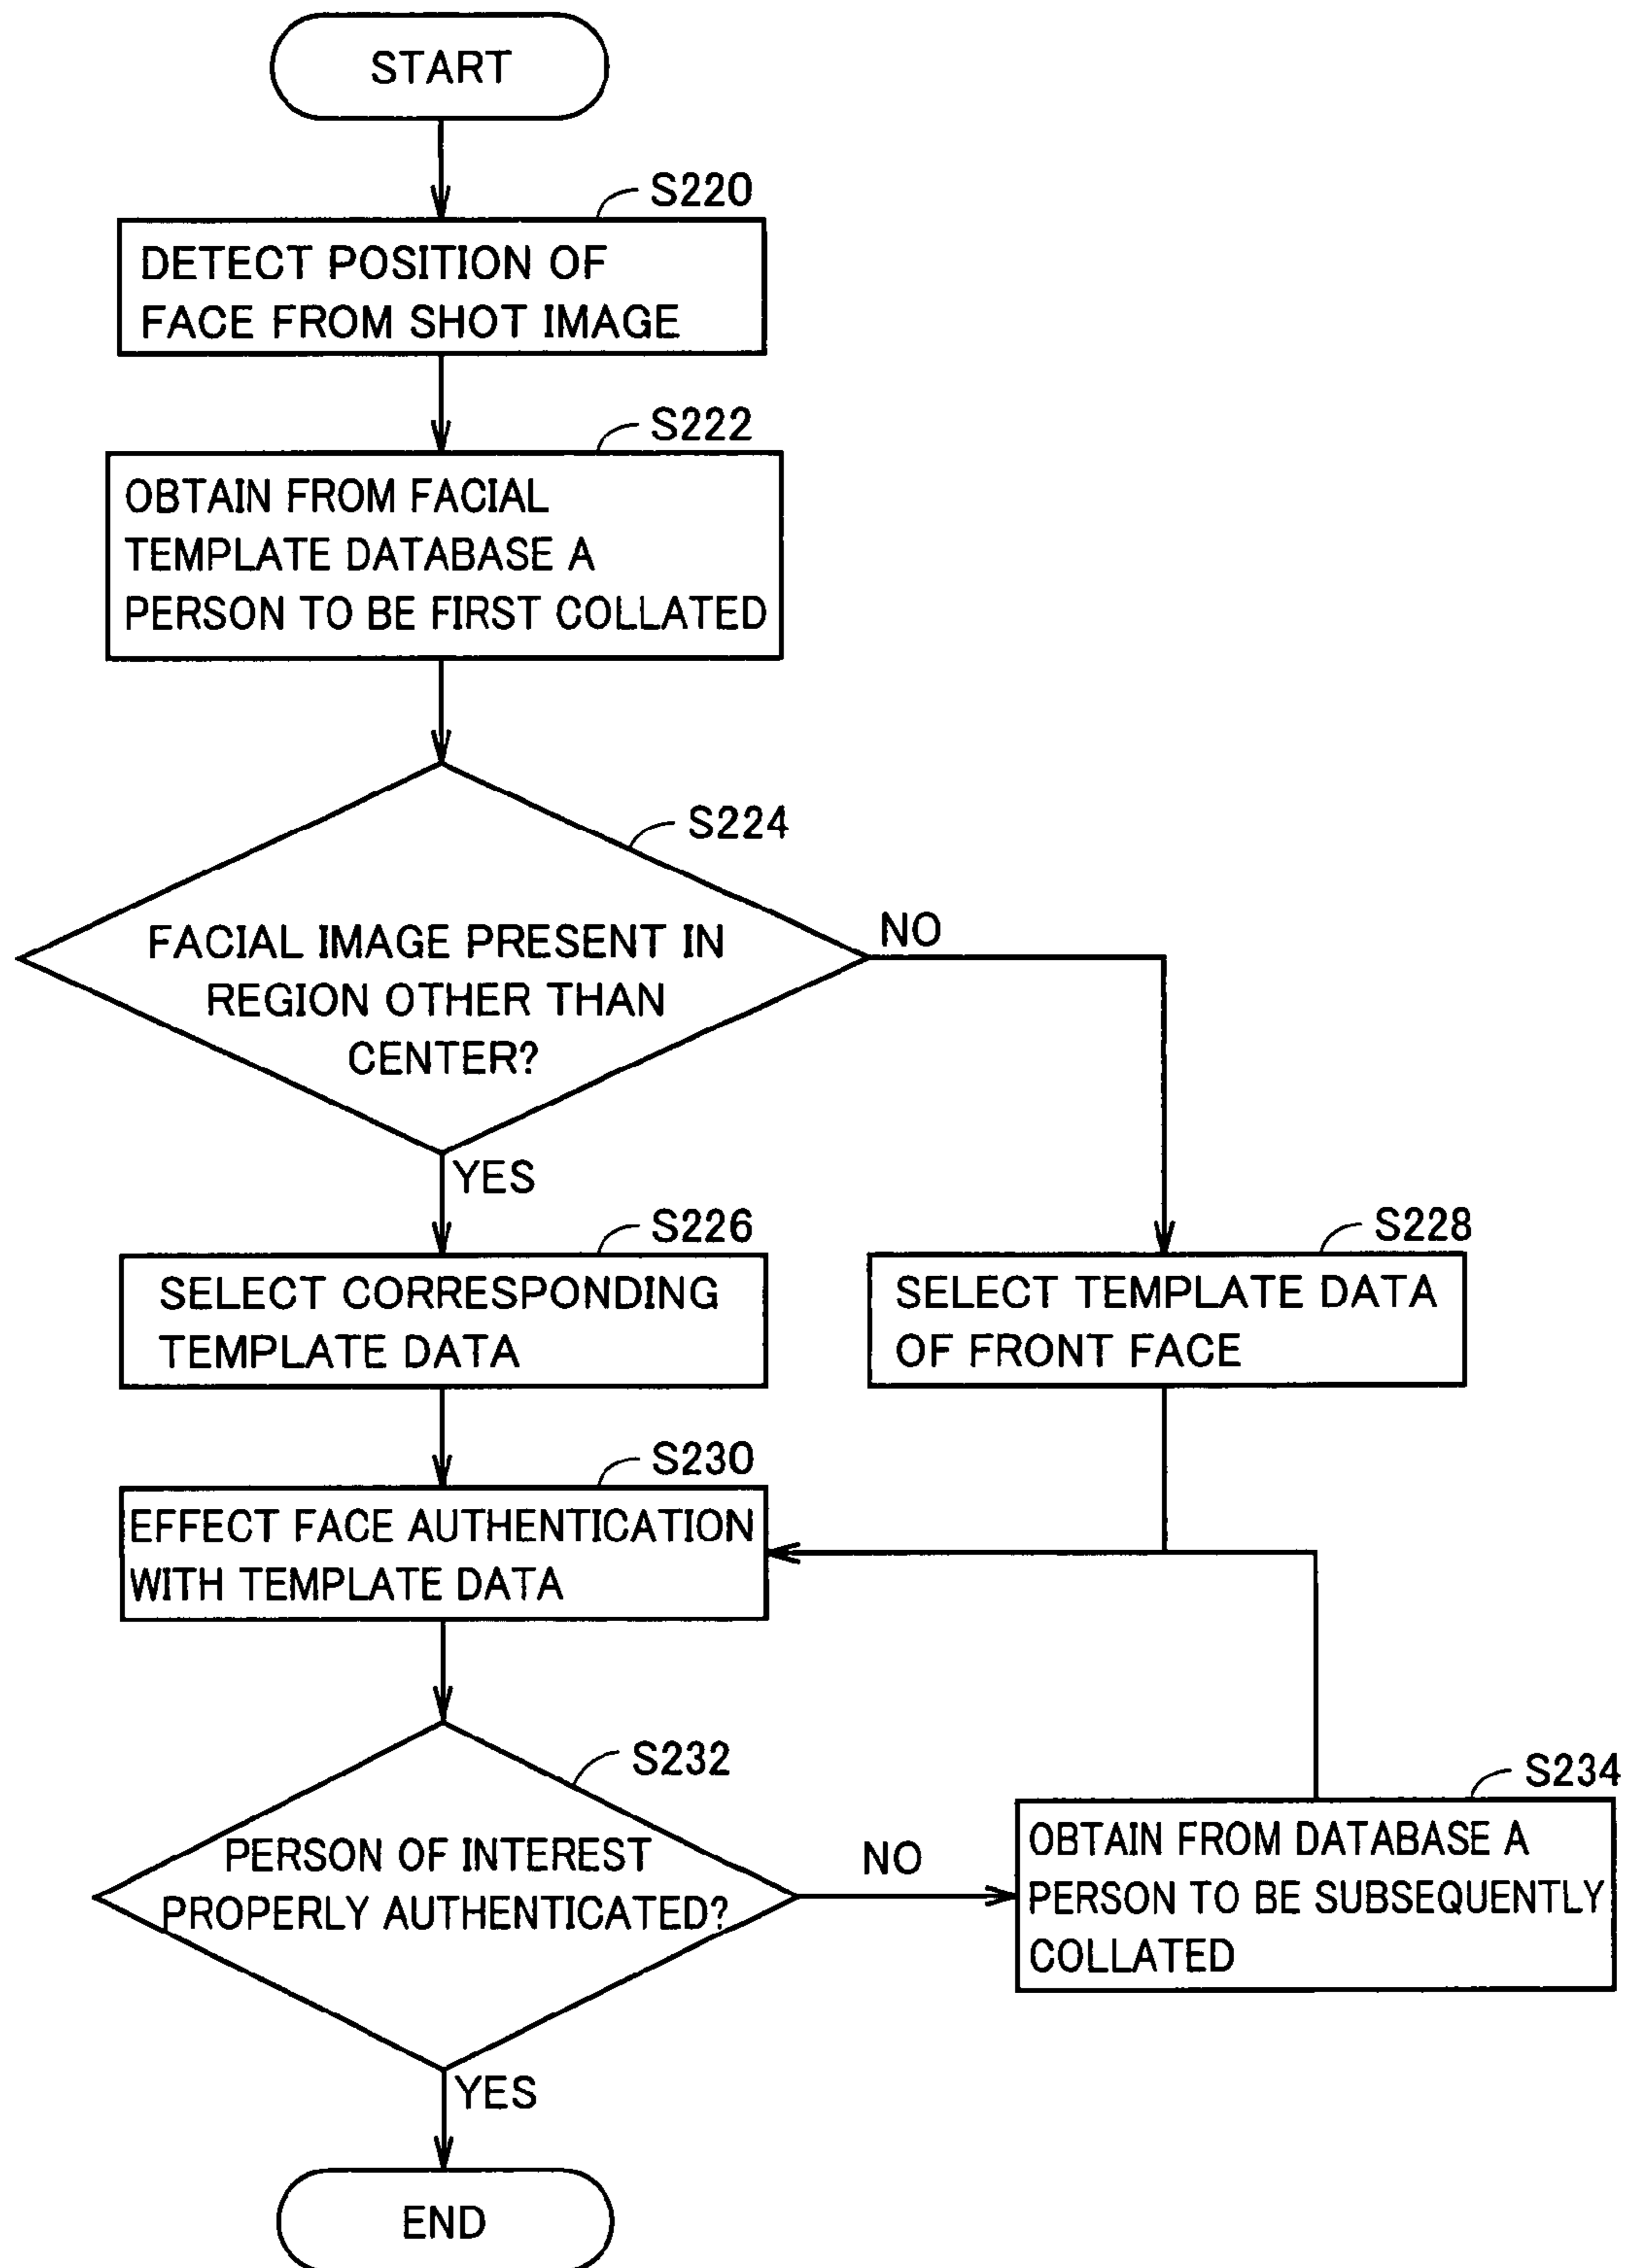 START
S220
DETECT POSITION OF
FACE FROM SHOT IMAGE
S222
OBTAIN FROM FACIAL
TEMPLATE DATABASE A
PERSON TO BE FIRST COLLATED
S224
FACIAL IMAGE PRESENT IN
REGION OTHER THAN
CENTER?
NO
YES
S226
SELECT CORRESPONDING
TEMPLATE DATA
S228
SELECT TEMPLATE DATA
OF FRONT FACE
S230
EFFECT FACE AUTHENTICATION
WITH TEMPLATE DATA
S232
PERSON OF INTEREST
PROPERLY AUTHENTICATED?
NO
S234
OBTAIN FROM DATABASE A
PERSON TO BE SUBSEQUENTLY
COLLATED
YES
END